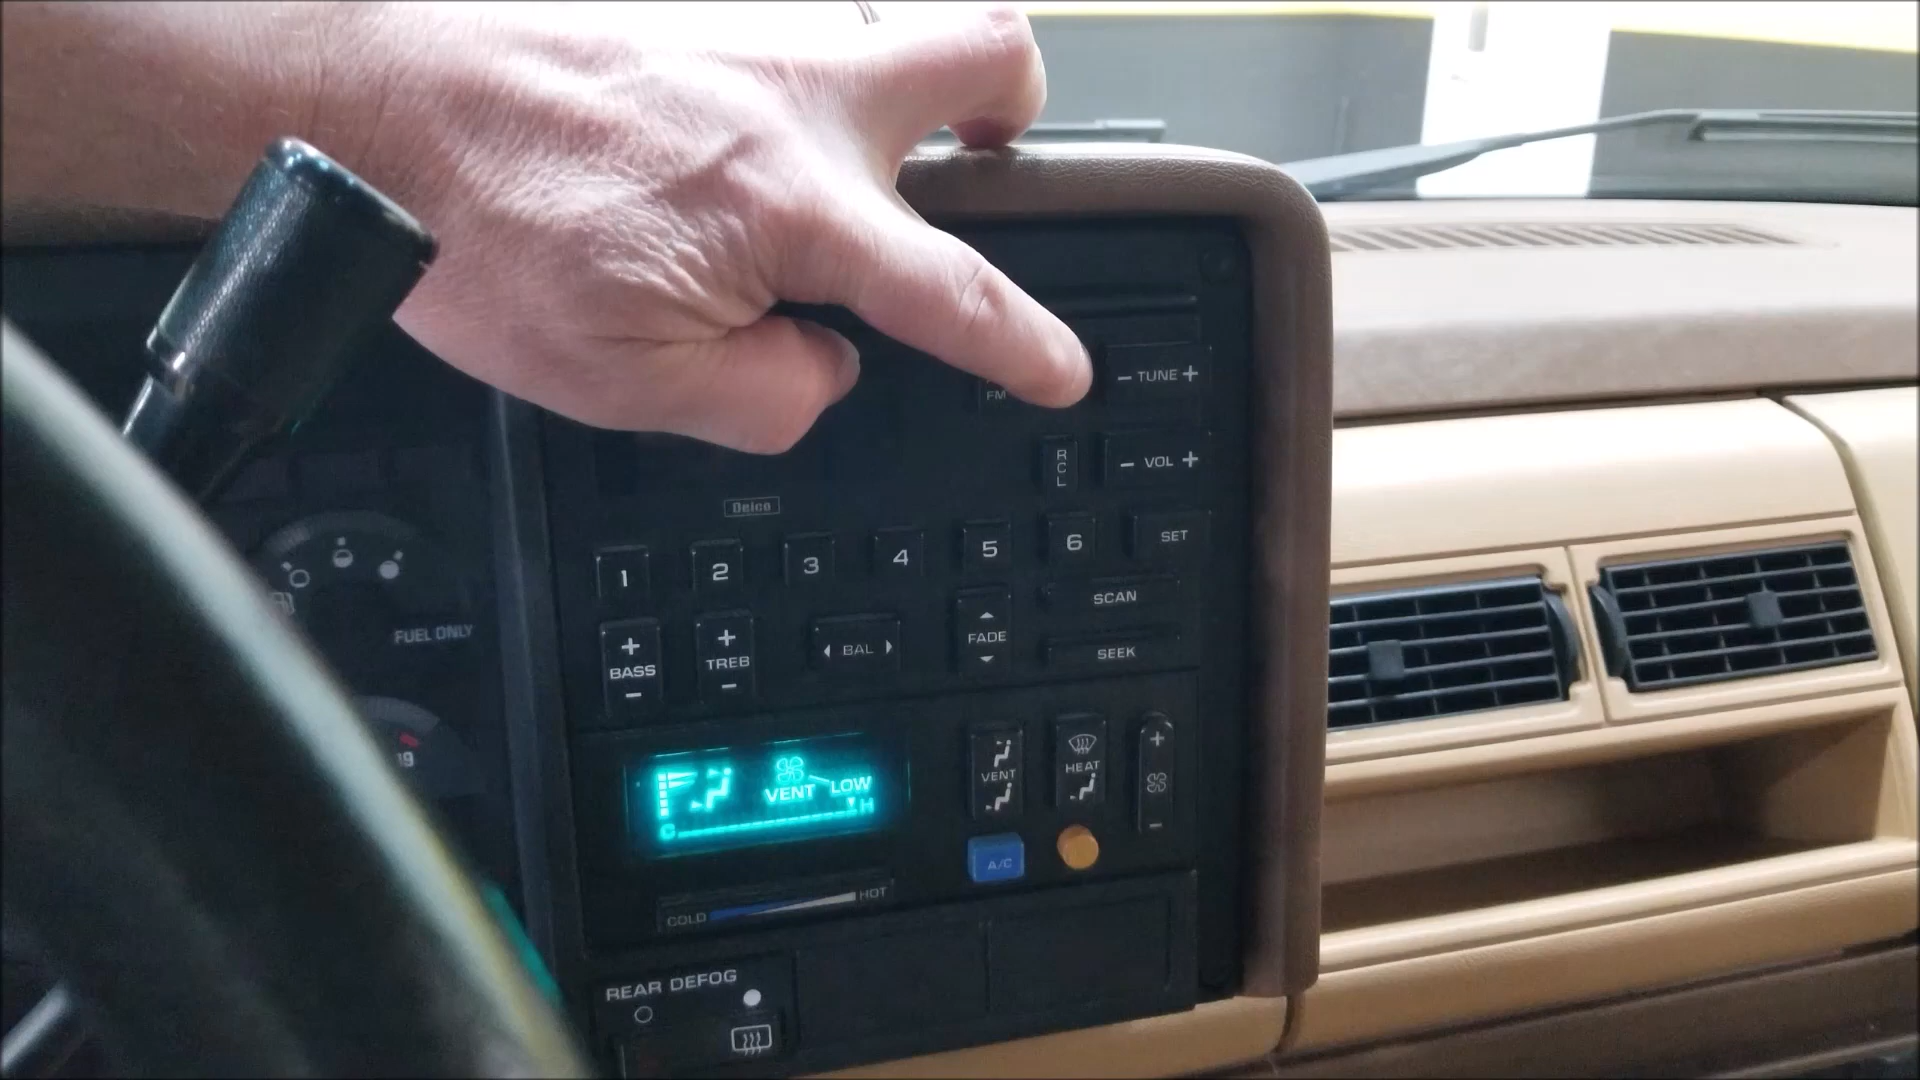 FM
- TUNE +
RCL
- VOL +
Delco
1 2 3 4 5 6 SET
SCAN
+ BASS -
+ TREB -
BAL
FADE
SEEK
FUEL ONLY
VENT LOW
C H
VENT
HEAT
+
-
A/C
COLD HOT
REAR DEFOG